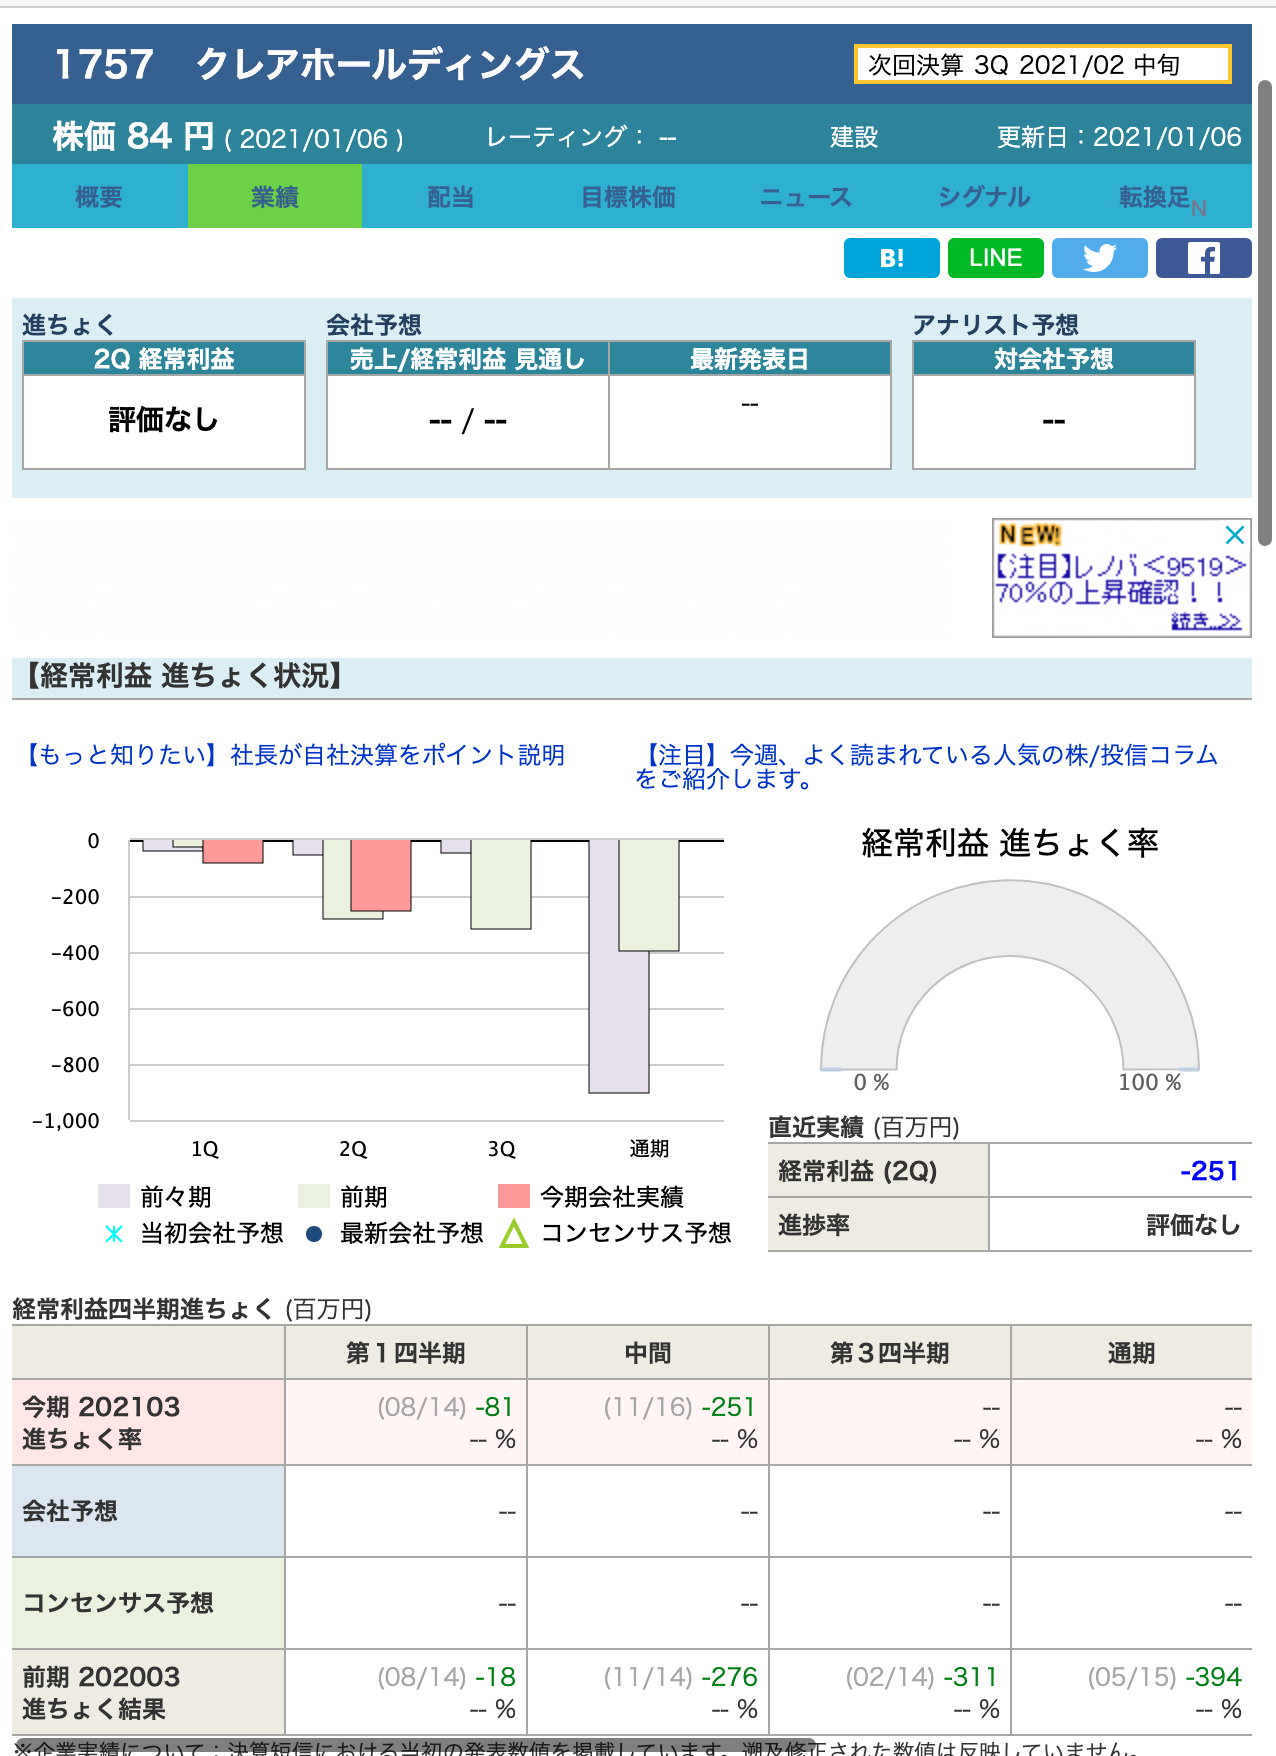 1757　クレアホールディングス
次回決算 3Q 2021/02 中旬
株価 84 円 ( 2021/01/06 )
レーティング： --
建設
更新日：2021/01/06
概要
業績
配当
目標株価
ニュース
シグナル
転換足N
B!
LINE
進ちょく
会社予想
アナリスト予想
2Q 経常利益
売上/経常利益 見通し
最新発表日
対会社予想
評価なし
-- / --
--
--
NEW!
【注目】レノバ<9519>
70%の上昇確認！！
続き..>>
【経常利益 進ちょく状況】
【もっと知りたい】社長が自社決算をポイント説明
【注目】今週、よく読まれている人気の株/投信コラム
をご紹介します。
0
-200
-400
-600
-800
-1,000
1Q
2Q
3Q
通期
前々期
前期
今期会社実績
当初会社予想
最新会社予想
コンセンサス予想
経常利益 進ちょく率
0 %
100 %
直近実績 (百万円)
経常利益 (2Q)
-251
進捗率
評価なし
経常利益四半期進ちょく (百万円)
第１四半期
中間
第３四半期
通期
今期 202103
進ちょく率
(08/14) -81
-- %
(11/16) -251
-- %
--
-- %
--
-- %
会社予想
--
--
--
--
コンセンサス予想
--
--
--
--
前期 202003
進ちょく結果
(08/14) -18
-- %
(11/14) -276
-- %
(02/14) -311
-- %
(05/15) -394
-- %
※企業実績について：決算短信における当初の発表数値を掲載しています。遡及修正された数値は反映していません。